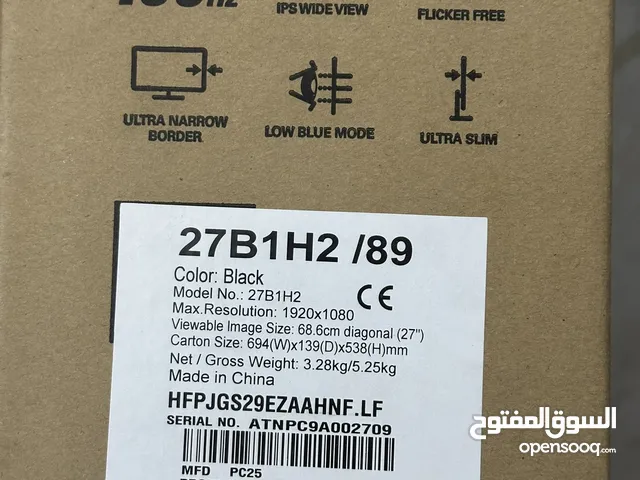 IPS WIDE VIEW
FLICKER FREE
ULTRA NARROW
BORDER
LOW BLUE MODE
ULTRA SLIM
27B1H2 /89
Color: Black
Model No.: 27B1H2
Max.Resolution: 1920x1080
CE
Viewable Image Size: 68.6cm diagonal (27")
Carton Size: 694(W)x139(D)x538(H)mm
Net / Gross Weight: 3.28kg/5.25kg
Made in China
HFPJGS29EZAAHNF.LF
SERIAL NO. ATNPC9A002709
MFD PC25
السوق المفتوح
opensooq.com